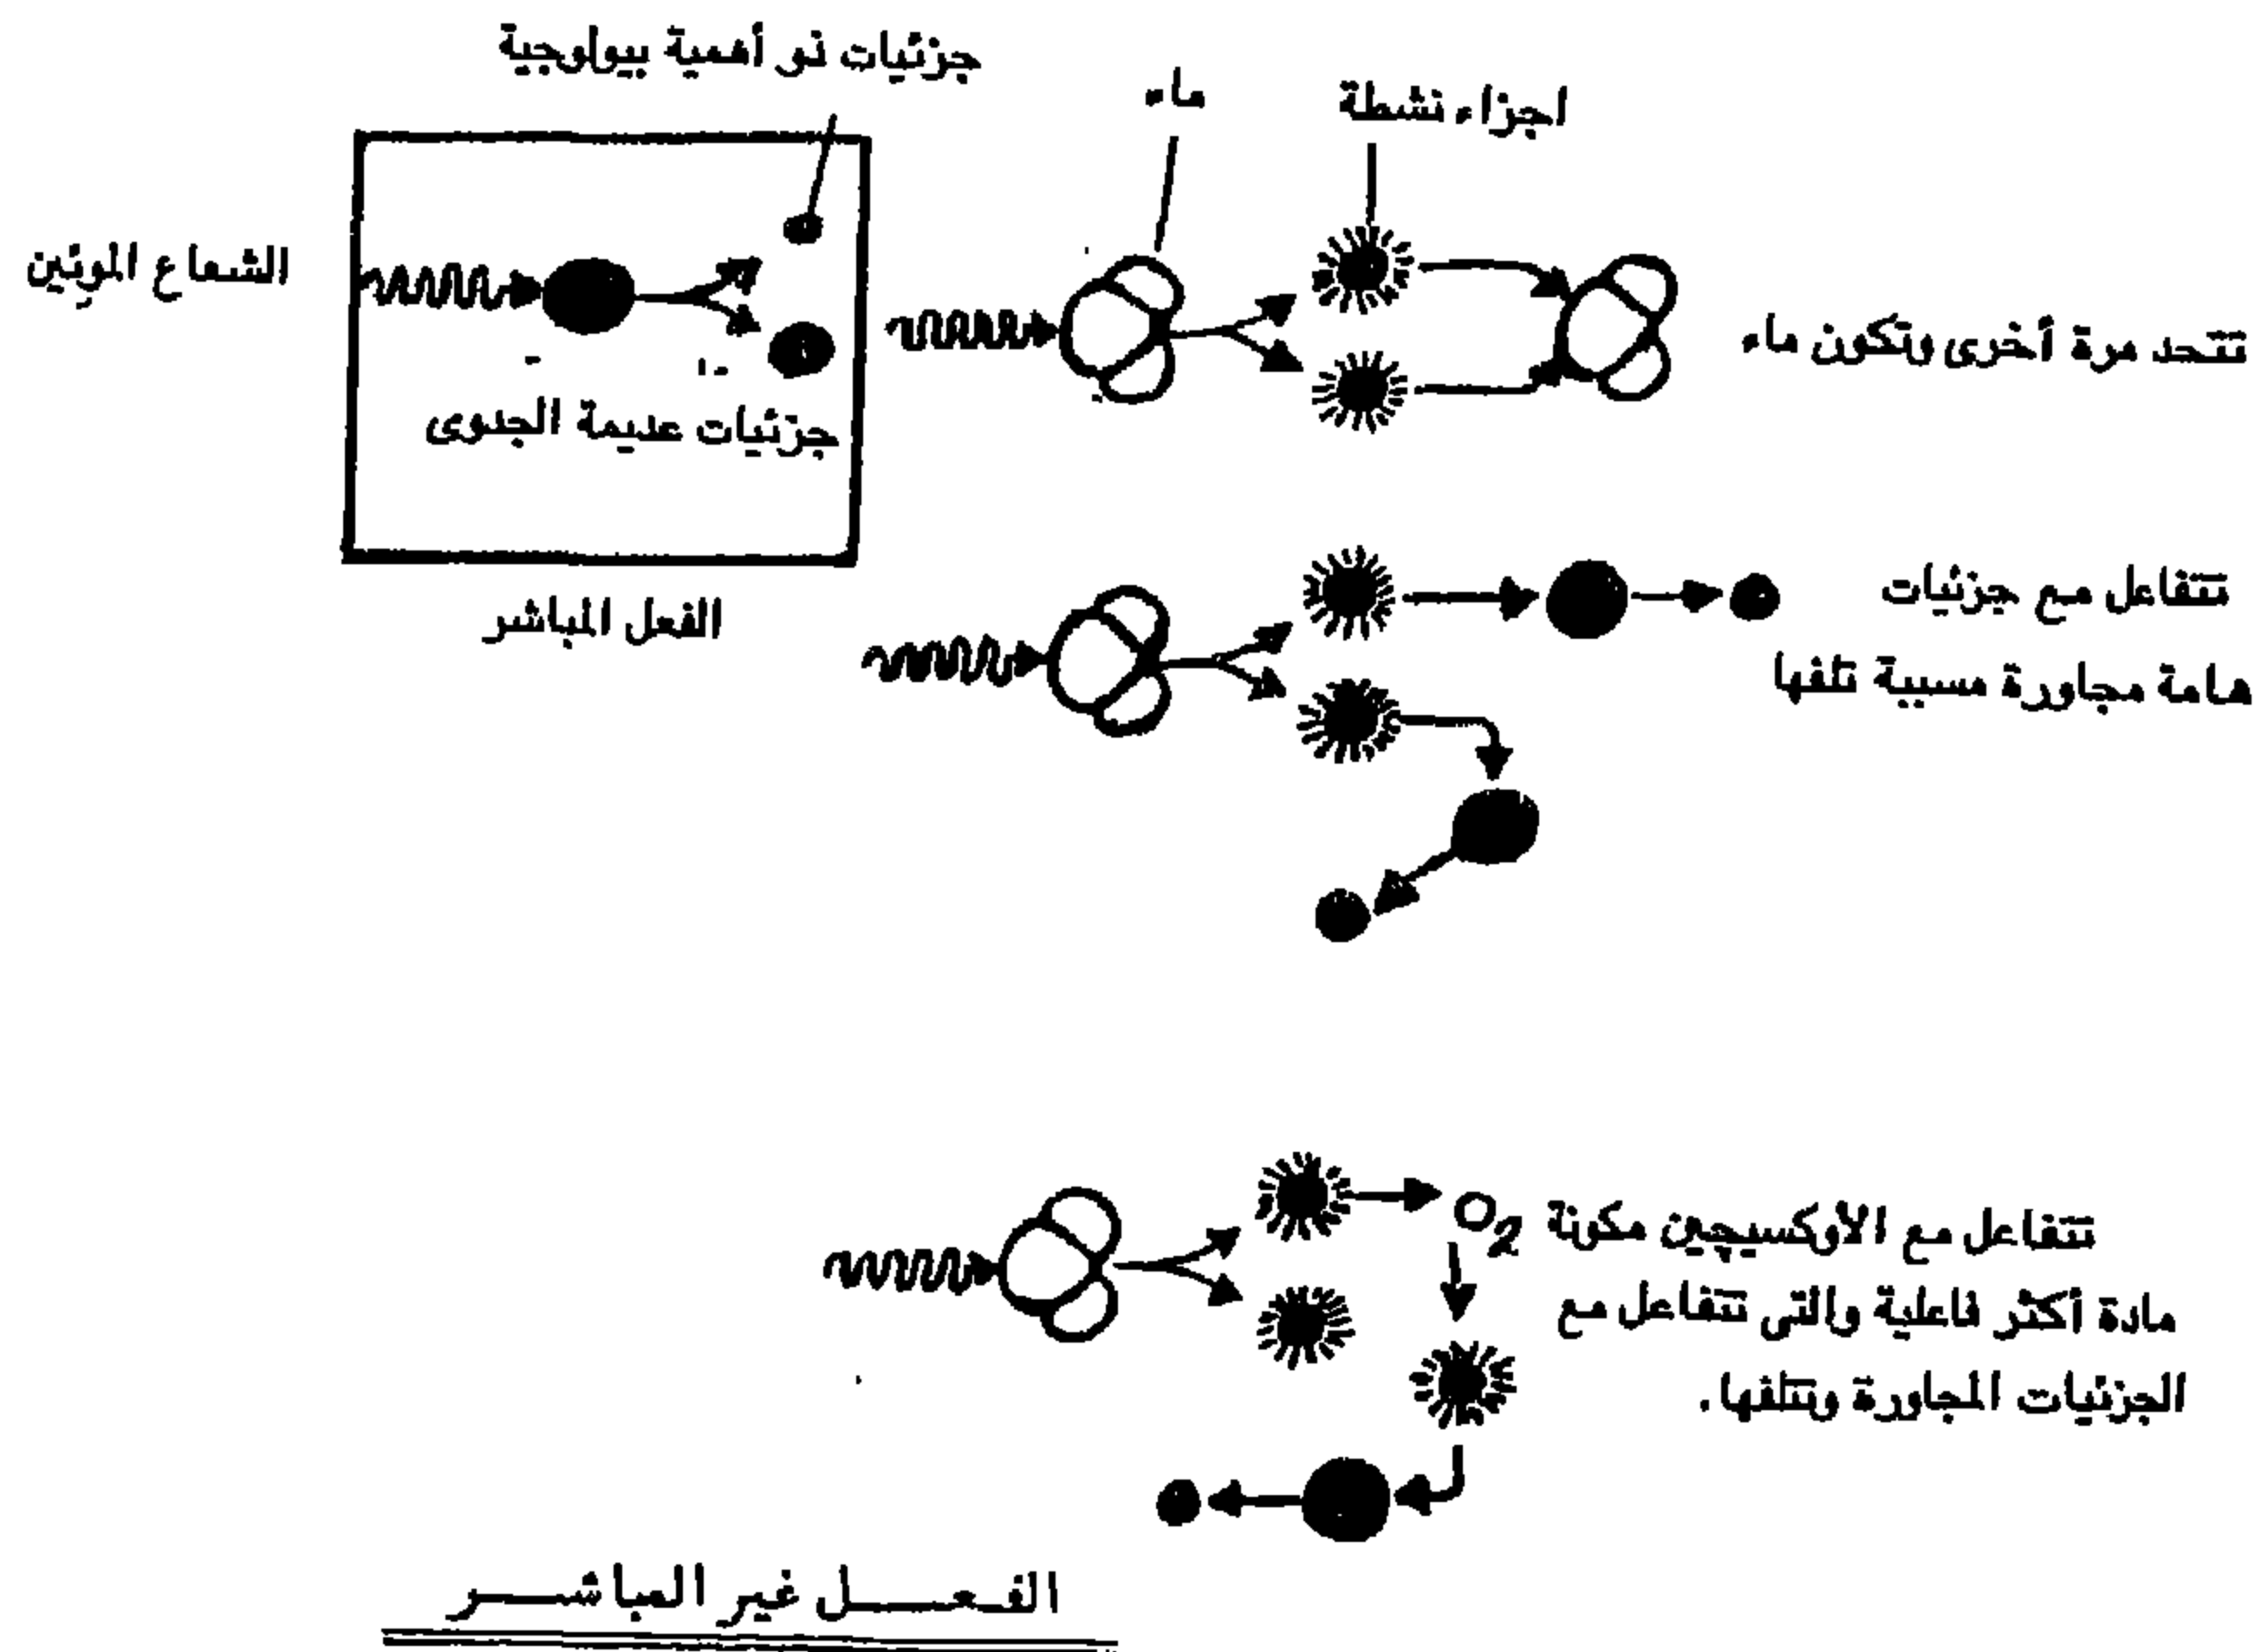 جزئيات ذو أهمية بيولوجية
ماء
اجزاء نشطة
الشعاع المؤين
تتحد مرة أخرى وتكون ماء
جزئيات عديمة الجدوى
الفعل المباشر
تتفاعل مع جزئيات
هامة مجاورة مسببة تلفها
O2
تتفاعل مع الاوكسيجين مكونة
مادة أكثر فاعلية والتى تتفاعل مع
الجزئيات المجاورة وتتلفها.
الفعـــل غير المباشـــر